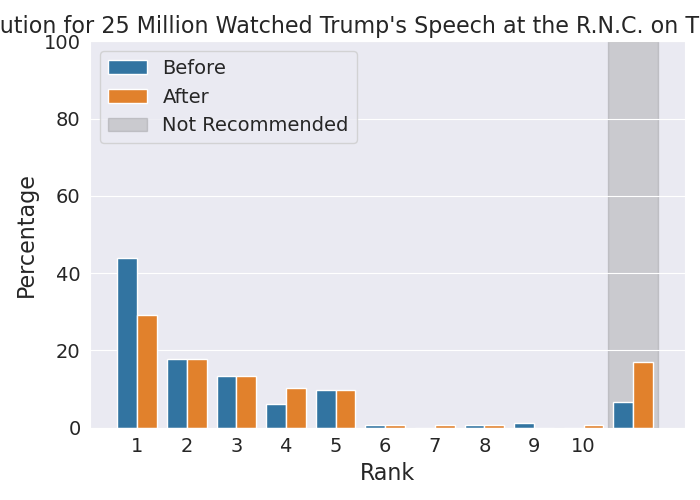 ution for 25 Million Watched Trump's Speech at the R.N.C. on T
100
80
60
40
20
0
Percentage
Before
After
Not Recommended
1 2 3 4 5 6 7 8 9 10
Rank